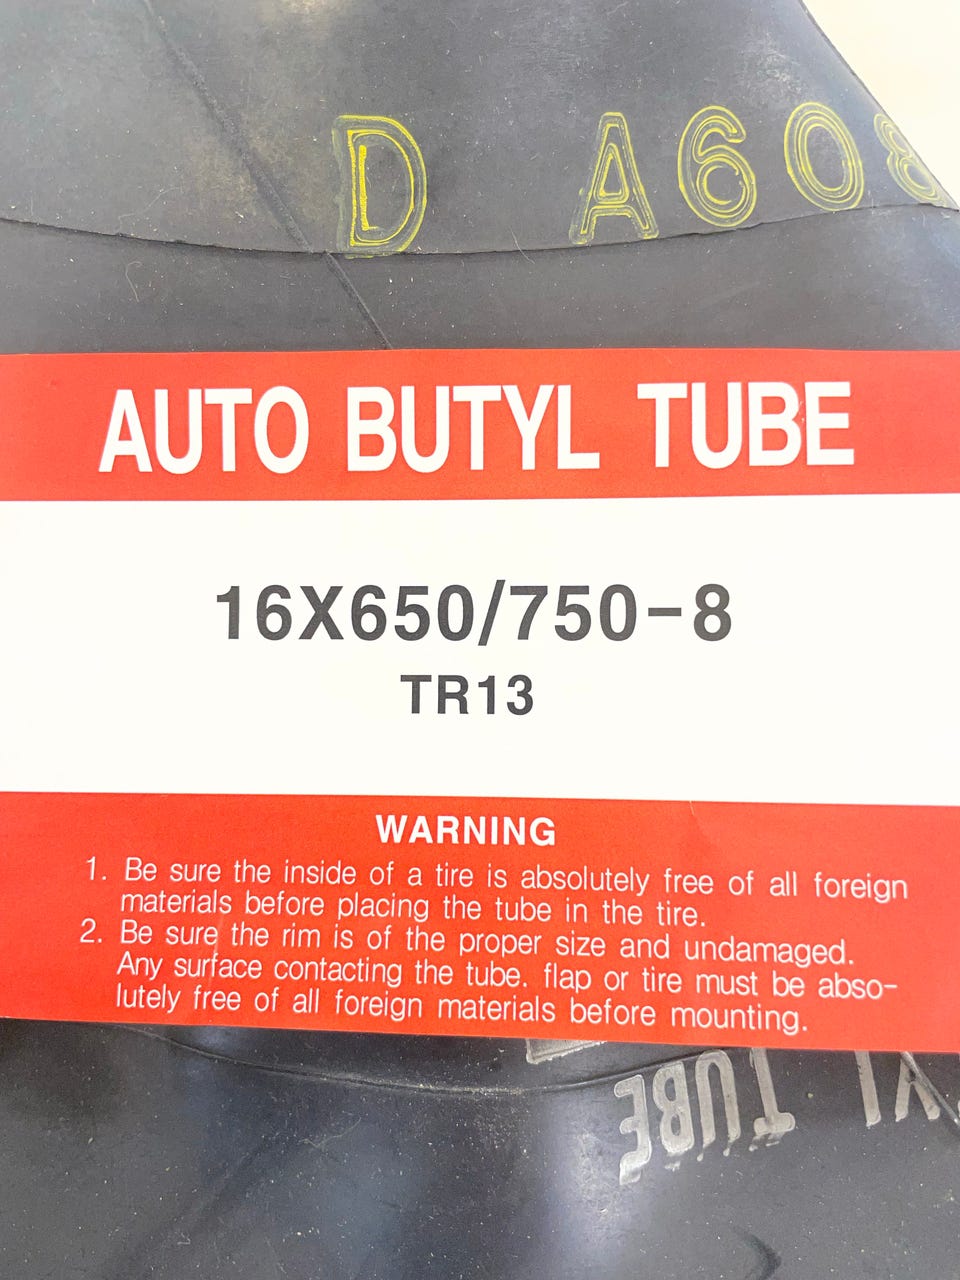 D A608
AUTO BUTYL TUBE
16X650/750-8
TR13
WARNING
1. Be sure the inside of a tire is absolutely free of all foreign
materials before placing the tube in the tire.
2. Be sure the rim is of the proper size and undamaged.
Any surface contacting the tube. flap or tire must be abso-
lutely free of all foreign materials before mounting.
YL TUBE